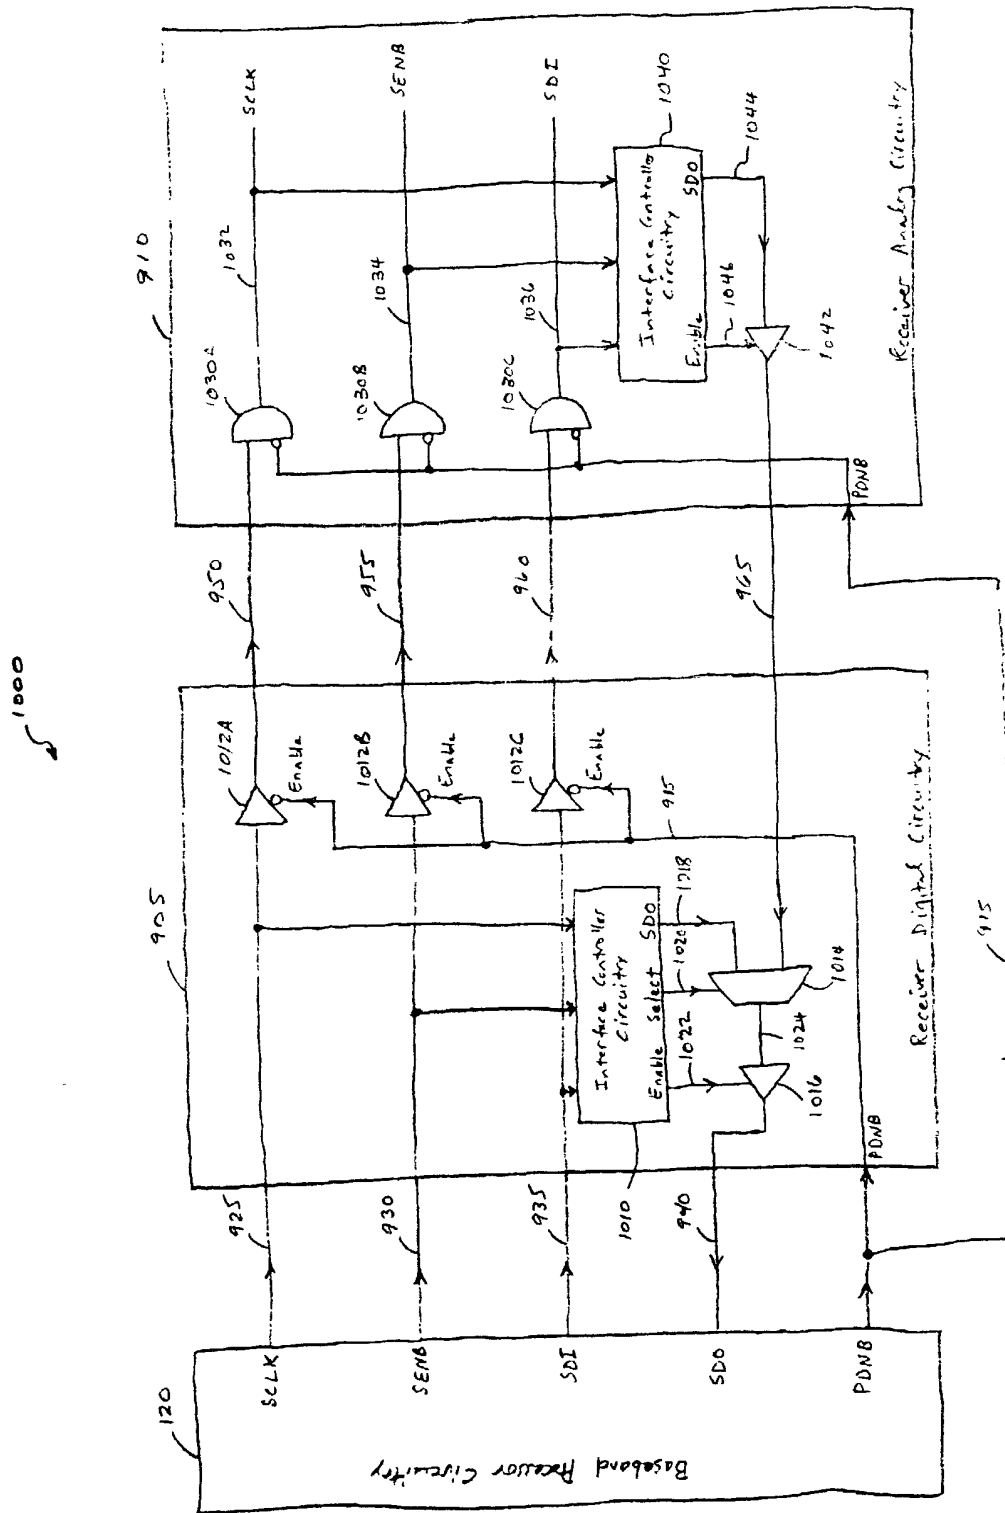 1000
120
Baseband Processor Circuitry
SCLK
SENB
SDI
SDO
PDNB
925
930
935
940
905
Receiver Digital Circuitry
PDNB
1012A
Enable
1012B
Enable
1012C
Enable
915
Interface Controller
Circuitry
Enable
Select
SDO
1010
1022
1020
1018
1014
1024
1016
915
950
955
960
965
910
Receiver Analog Circuitry
PDNB
1030A
1030B
1030C
1032
1034
1036
SCLK
SENB
SDI
Interface Controller
Circuitry
Enable
SDO
1040
1046
1044
1042